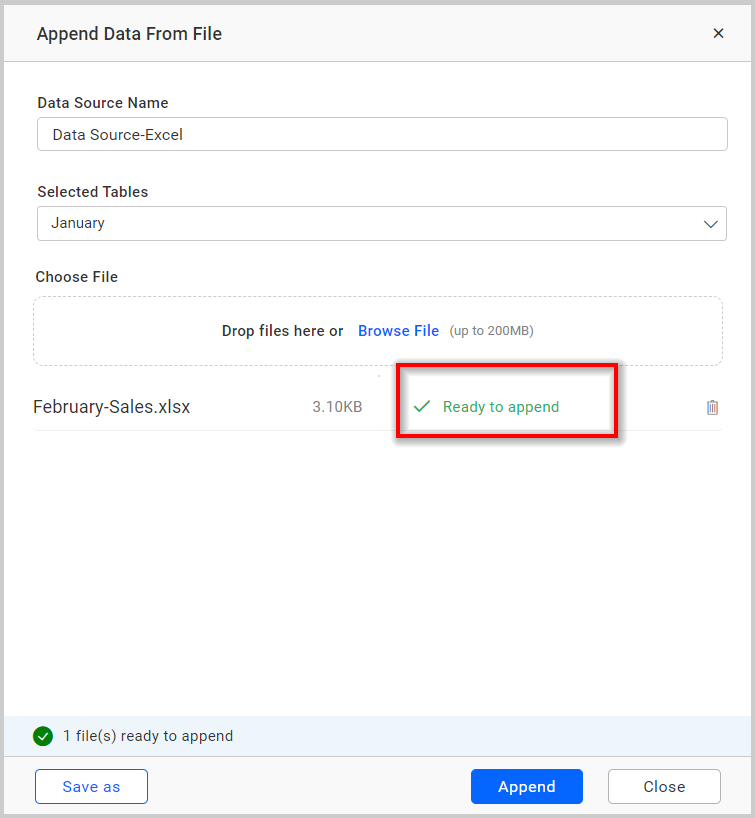 Append Data From File
Data Source Name
Data Source-Excel
Selected Tables
January
Choose File
Drop files here or Browse File (up to 200MB)
February-Sales.xlsx 3.10KB Ready to append
1 file(s) ready to append
Save as Append Close